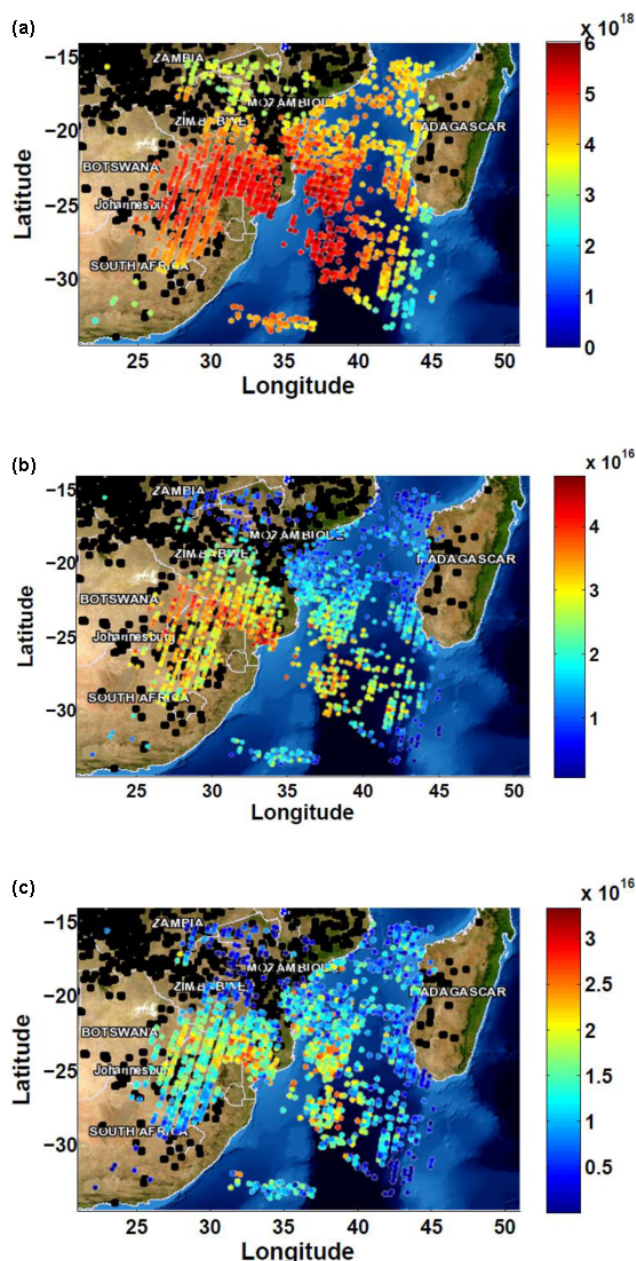 (a)
x 10^18
−15
−20
−25
−30
Latitude
ZAMBIA
MOZAMBIQUE
ZIMBABWE
MADAGASCAR
BOTSWANA
Johannesburg
SOUTH AFRICA
25 30 35 40 45 50
Longitude
6
5
4
3
2
1
0
(b)
x 10^16
−15
−20
−25
−30
Latitude
ZAMBIA
MOZAMBIQUE
ZIMBABWE
MADAGASCAR
BOTSWANA
Johannesburg
SOUTH AFRICA
25 30 35 40 45 50
Longitude
4
3
2
1
(c)
x 10^16
−15
−20
−25
−30
Latitude
ZAMBIA
MOZAMBIQUE
ZIMBABWE
MADAGASCAR
BOTSWANA
Johannesburg
SOUTH AFRICA
25 30 35 40 45 50
Longitude
3
2.5
2
1.5
1
0.5